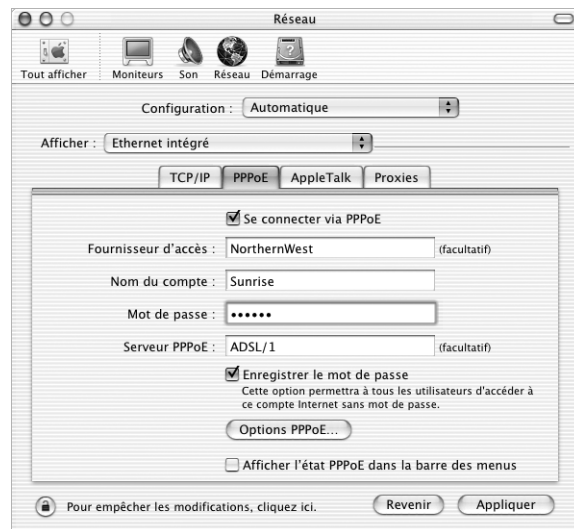 Réseau
Tout afficher
Moniteurs
Son
Réseau
Démarrage
Configuration : Automatique
Afficher : Ethernet intégré
TCP/IP
PPPoE
AppleTalk
Proxies
Se connecter via PPPoE
Fournisseur d'accès : NorthernWest (facultatif)
Nom du compte : Sunrise
Mot de passe : ••••••
Serveur PPPoE : ADSL/1 (facultatif)
Enregistrer le mot de passe
Cette option permettra à tous les utilisateurs d'accéder à
ce compte Internet sans mot de passe.
Options PPPoE...
Afficher l'état PPPoE dans la barre des menus
Pour empêcher les modifications, cliquez ici.
Revenir
Appliquer